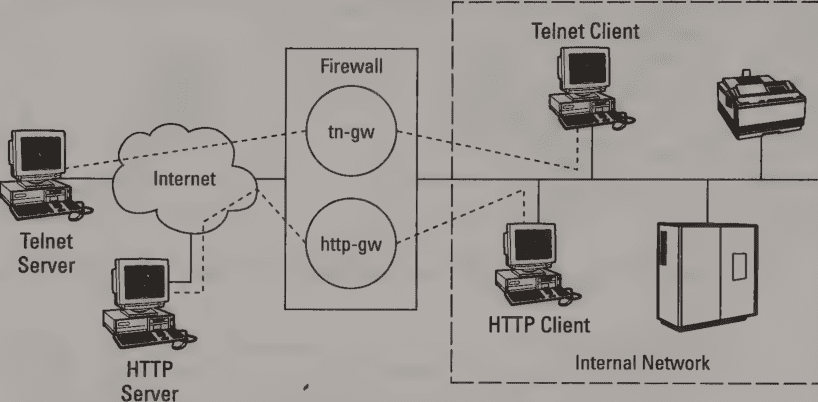 Telnet Client
Firewall
tn-gw
Internet
Telnet
Server
http-gw
HTTP Client
HTTP
Server
Internal Network